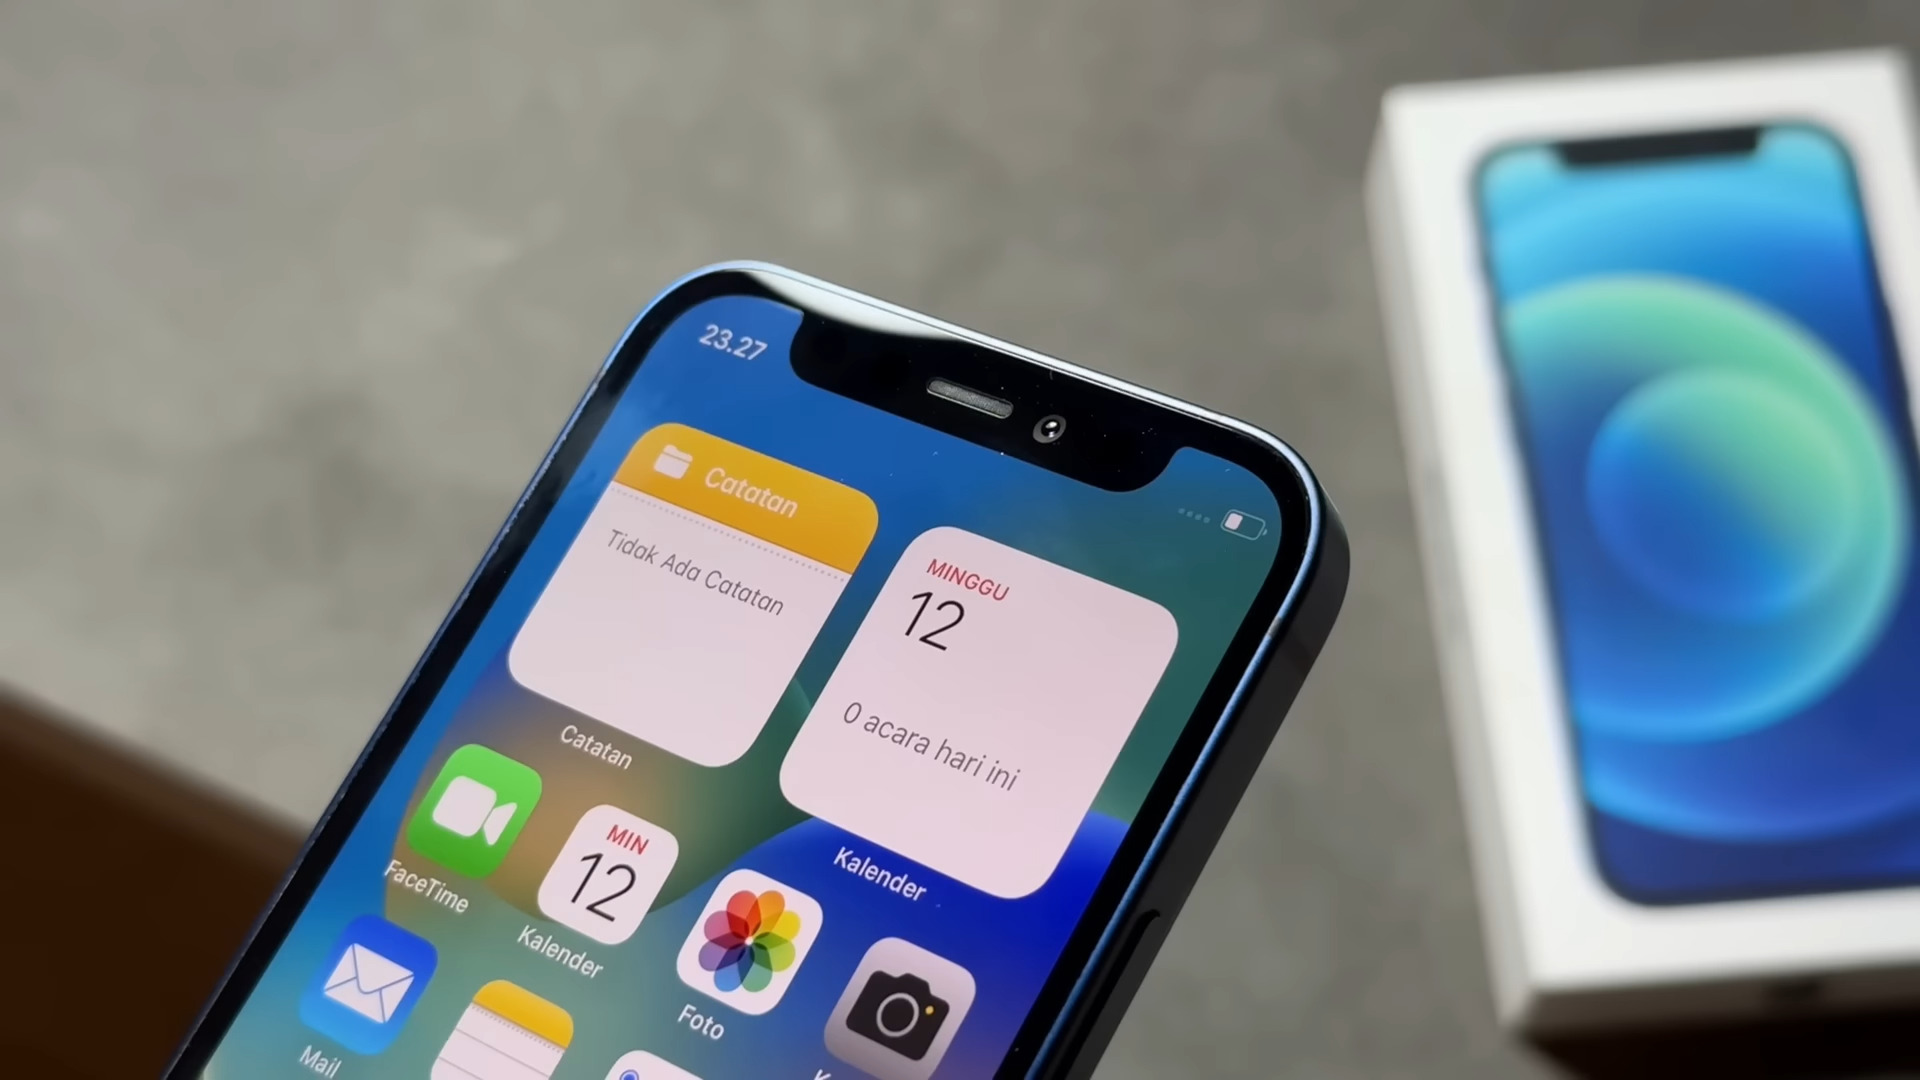 23.27
Catatan
Tidak Ada Catatan
Catatan
MINGGU
12
0 acara hari ini
Kalender
FaceTime
MIN
12
Kalender
Foto
Mail